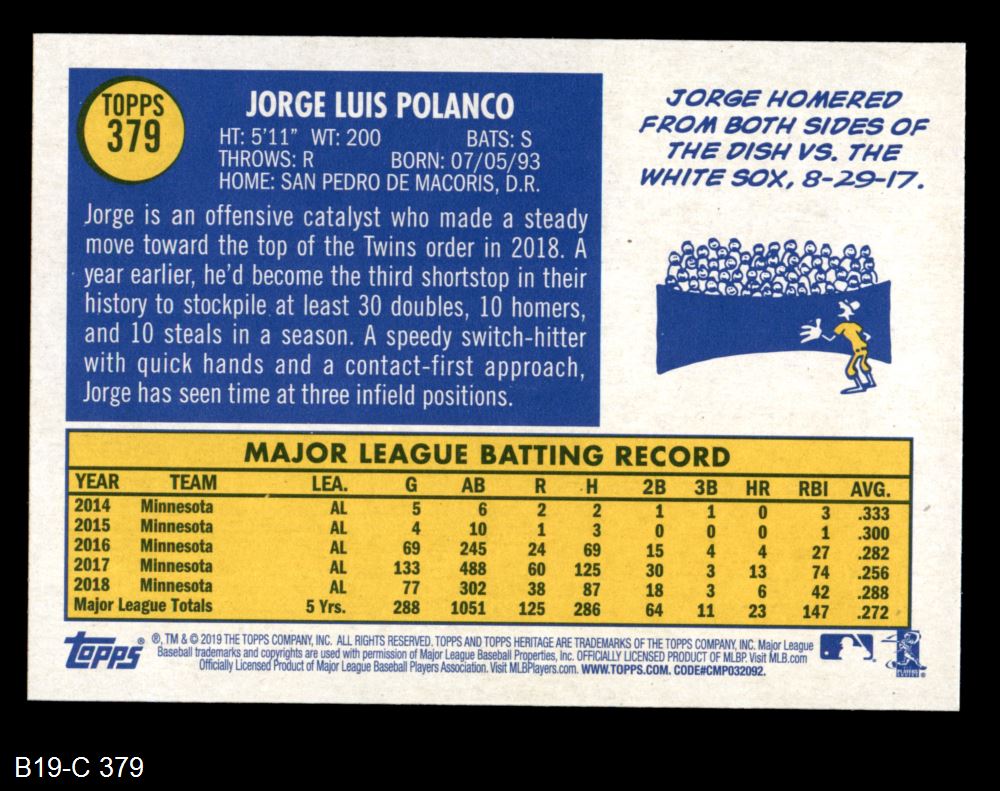 TOPPS
379
JORGE LUIS POLANCO
HT: 5'11" WT: 200 BATS: S
THROWS: R BORN: 07/05/93
HOME: SAN PEDRO DE MACORIS, D.R.
Jorge is an offensive catalyst who made a steady
move toward the top of the Twins order in 2018. A
year earlier, he'd become the third shortstop in their
history to stockpile at least 30 doubles, 10 homers,
and 10 steals in a season. A speedy switch-hitter
with quick hands and a contact-first approach,
Jorge has seen time at three infield positions.
JORGE HOMERED
FROM BOTH SIDES OF
THE DISH VS. THE
WHITE SOX, 8-29-17.
MAJOR LEAGUE BATTING RECORD
YEAR TEAM LEA. G AB R H 2B 3B HR RBI AVG.
2014 Minnesota AL 5 6 2 2 1 1 0 3 .333
2015 Minnesota AL 4 10 1 3 0 0 0 1 .300
2016 Minnesota AL 69 245 24 69 15 4 4 27 .282
2017 Minnesota AL 133 488 60 125 30 3 13 74 .256
2018 Minnesota AL 77 302 38 87 18 3 6 42 .288
Major League Totals 5 Yrs. 288 1051 125 286 64 11 23 147 .272
Topps ®
®, TM & © 2019 THE TOPPS COMPANY, INC. ALL RIGHTS RESERVED. TOPPS AND TOPPS HERITAGE ARE TRADEMARKS OF THE TOPPS COMPANY, INC. Major League
Baseball trademarks and copyrights are used with permission of Major League Baseball Properties, Inc. OFFICIALLY LICENSED PRODUCT OF MLBP. Visit MLB.com
Officially Licensed Product of Major League Baseball Players Association. Visit MLBPlayers.com. WWW.TOPPS.COM. CODE#CMP032092.
B19-C 379